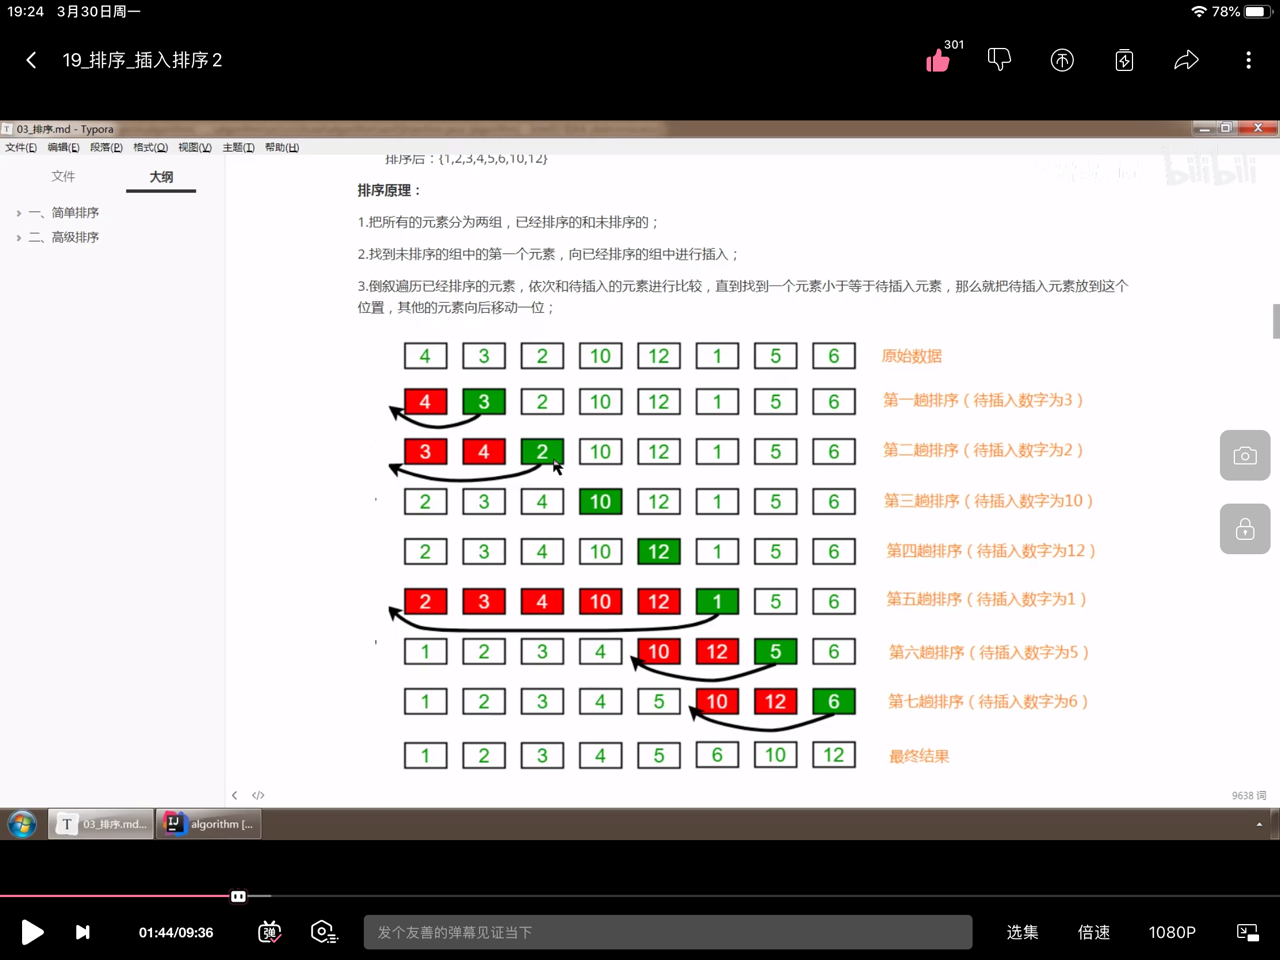 19:24 3月30日周一
78%
19_排序_插入排序2
301
03_排序.md - Typora
文件(F) 编辑(E) 段落(P) 格式(O) 视图(V) 主题(T) 帮助(H)
文件 大纲
一、简单排序
二、高级排序
排序后：{1,2,3,4,5,6,10,12}
bilibili
排序原理：
1.把所有的元素分为两组，已经排序的和未排序的；
2.找到未排序的组中的第一个元素，向已经排序的组中进行插入；
3.倒叙遍历已经排序的元素，依次和待插入的元素进行比较，直到找到一个元素小于等于待插入元素，那么就把待插入元素放到这个
位置，其他的元素向后移动一位；
4 3 2 10 12 1 5 6 原始数据
4 3 2 10 12 1 5 6 第一趟排序（待插入数字为3）
3 4 2 10 12 1 5 6 第二趟排序（待插入数字为2）
2 3 4 10 12 1 5 6 第三趟排序（待插入数字为10）
2 3 4 10 12 1 5 6 第四趟排序（待插入数字为12）
2 3 4 10 12 1 5 6 第五趟排序（待插入数字为1）
1 2 3 4 10 12 5 6 第六趟排序（待插入数字为5）
1 2 3 4 5 10 12 6 第七趟排序（待插入数字为6）
1 2 3 4 5 6 10 12 最终结果
9638 词
T 03_排序.md... IJ algorithm [...
01:44/09:36
弹
发个友善的弹幕见证当下
选集 倍速 1080P